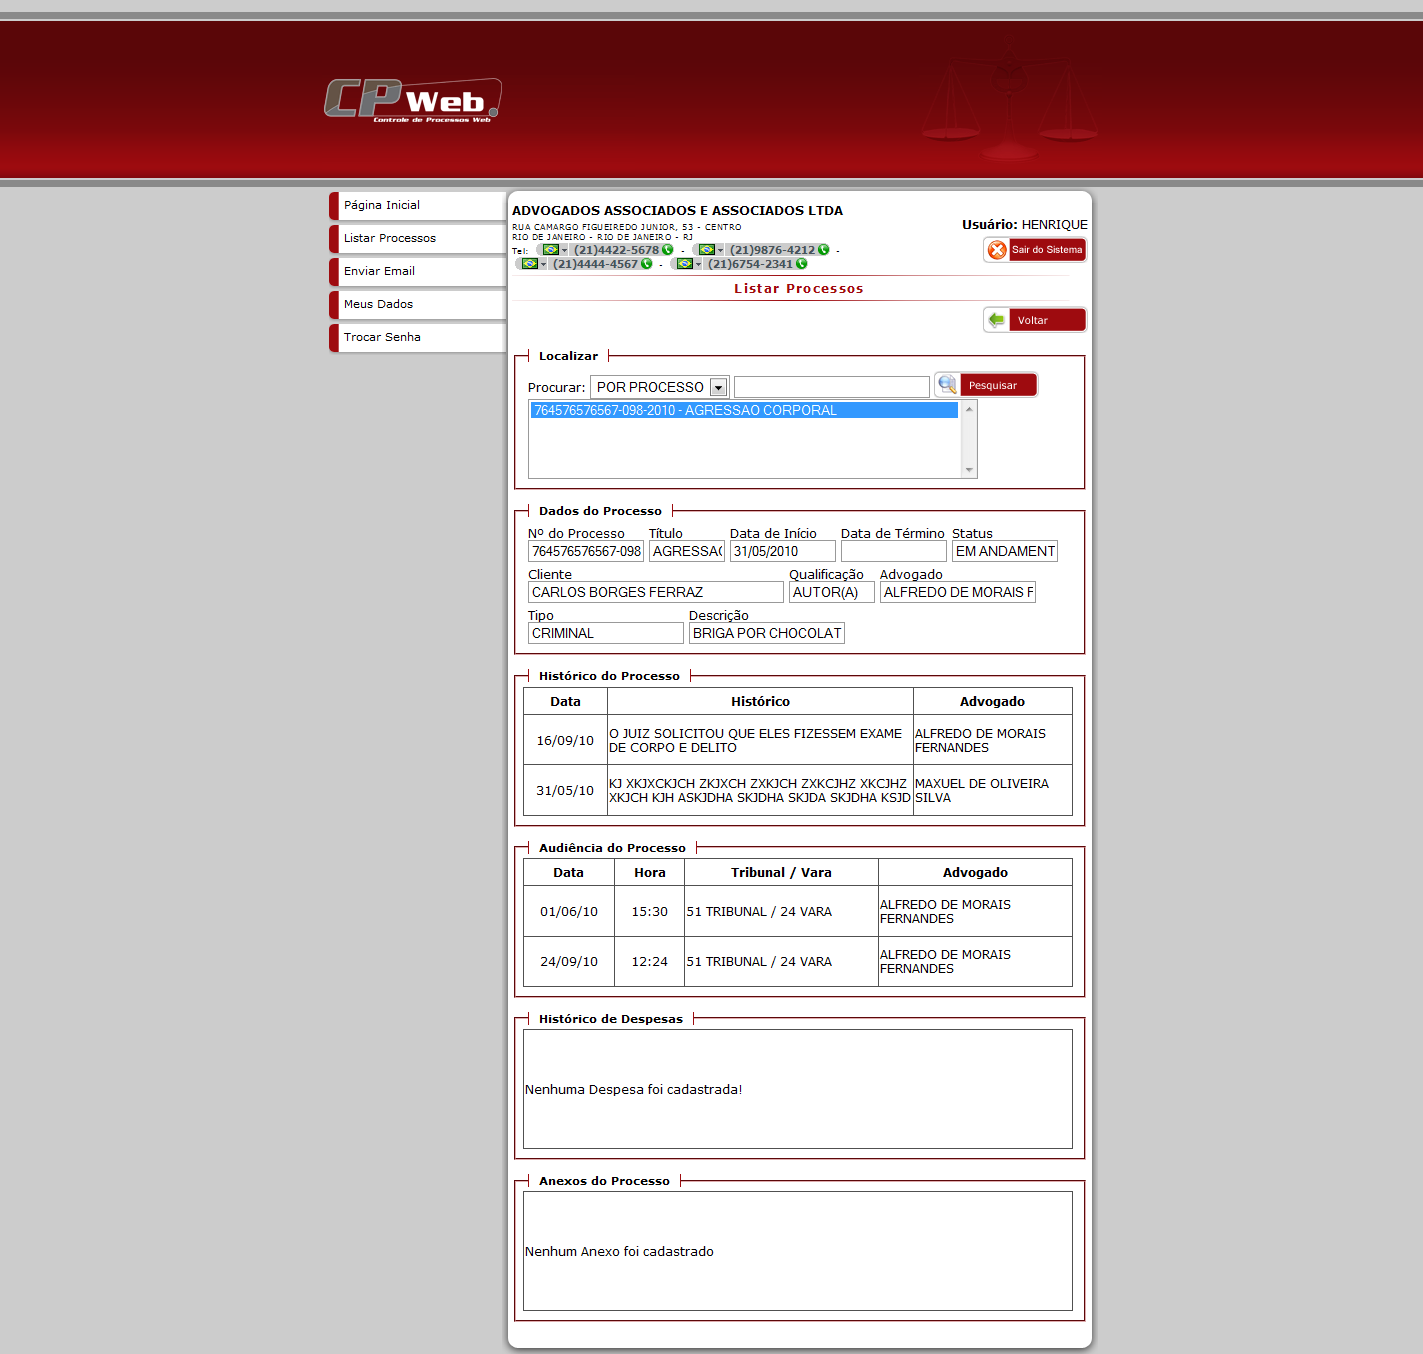 CP Web.
Controle de Processos Web
Página Inicial
Listar Processos
Enviar Email
Meus Dados
Trocar Senha
ADVOGADOS ASSOCIADOS E ASSOCIADOS LTDA
RUA CAMARGO FIGUEIREDO JUNIOR, 53 - CENTRO
RIO DE JANEIRO - RIO DE JANEIRO - RJ
Tel: (21)4422-5678 - (21)9876-4212 -
(21)4444-4567 - (21)6754-2341
Usuário: HENRIQUE
Sair do Sistema
Listar Processos
Voltar
Localizar
Procurar: POR PROCESSO Pesquisar
764576576567-098-2010 - AGRESSAO CORPORAL
Dados do Processo
Nº do Processo Título Data de Início Data de Término Status
764576576567-098 AGRESSAO 31/05/2010 EM ANDAMENT
Cliente Qualificação Advogado
CARLOS BORGES FERRAZ AUTOR(A) ALFREDO DE MORAIS F
Tipo Descrição
CRIMINAL BRIGA POR CHOCOLAT
Histórico do Processo
Data Histórico Advogado
16/09/10 O JUIZ SOLICITOU QUE ELES FIZESSEM EXAME DE CORPO E DELITO ALFREDO DE MORAIS FERNANDES
31/05/10 KJ XKJXCKJCH ZKJXCH ZXKJCH ZXKCJHZ XKCJHZ XKJCH KJH ASKJDHA SKJDHA SKJDA SKJDHA KSJD MAXUEL DE OLIVEIRA SILVA
Audiência do Processo
Data Hora Tribunal / Vara Advogado
01/06/10 15:30 51 TRIBUNAL / 24 VARA ALFREDO DE MORAIS FERNANDES
24/09/10 12:24 51 TRIBUNAL / 24 VARA ALFREDO DE MORAIS FERNANDES
Histórico de Despesas
Nenhuma Despesa foi cadastrada!
Anexos do Processo
Nenhum Anexo foi cadastrado